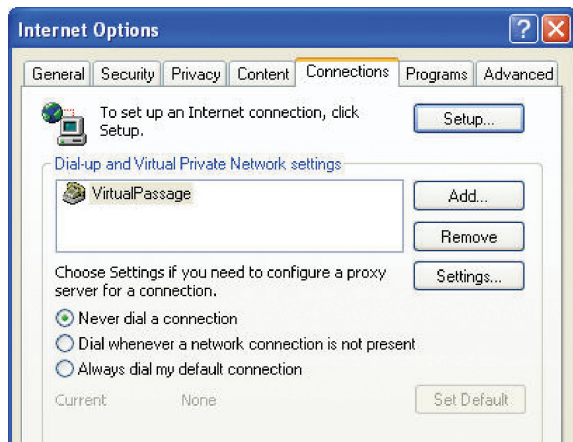 Internet Options
General Security Privacy Content Connections Programs Advanced
To set up an Internet connection, click
Setup.
Setup...
Dial-up and Virtual Private Network settings
VirtualPassage
Add...
Remove
Choose Settings if you need to configure a proxy
server for a connection.
Settings...
Never dial a connection
Dial whenever a network connection is not present
Always dial my default connection
Current None Set Default